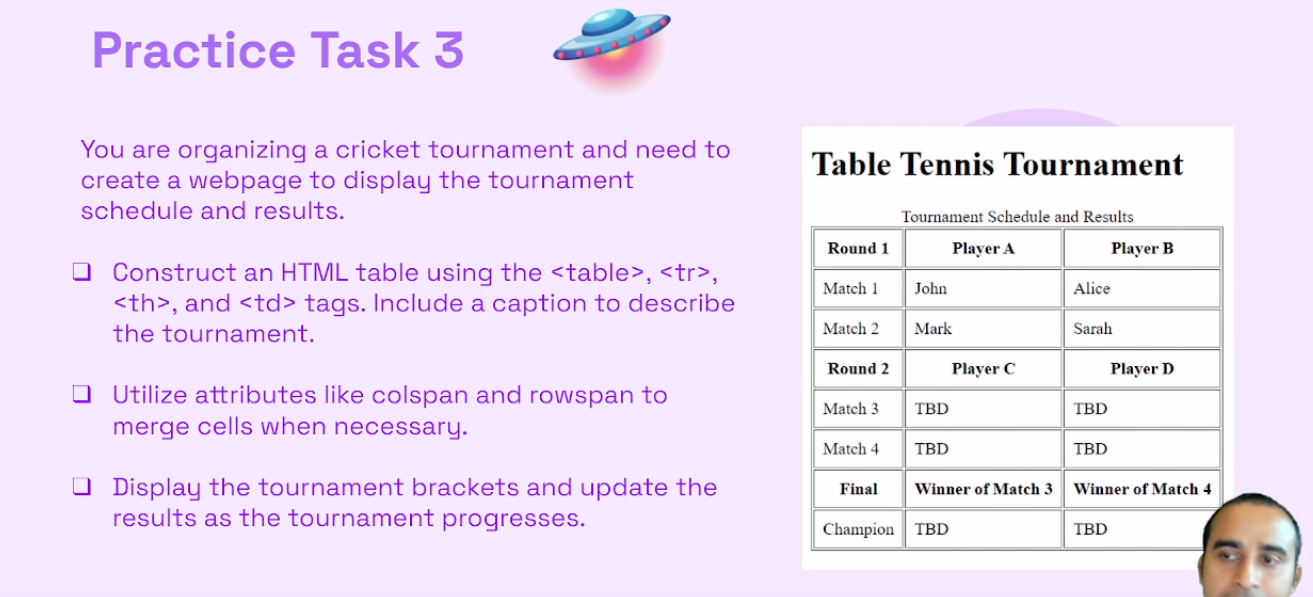 Practice Task 3
You are organizing a cricket tournament and need to
create a webpage to display the tournament
schedule and results.
❑ Construct an HTML table using the <table>, <tr>,
<th>, and <td> tags. Include a caption to describe
the tournament.
❑ Utilize attributes like colspan and rowspan to
merge cells when necessary.
❑ Display the tournament brackets and update the
results as the tournament progresses.
Table Tennis Tournament
Tournament Schedule and Results
Round 1 Player A Player B
Match 1 John Alice
Match 2 Mark Sarah
Round 2 Player C Player D
Match 3 TBD TBD
Match 4 TBD TBD
Final Winner of Match 3 Winner of Match 4
Champion TBD TBD